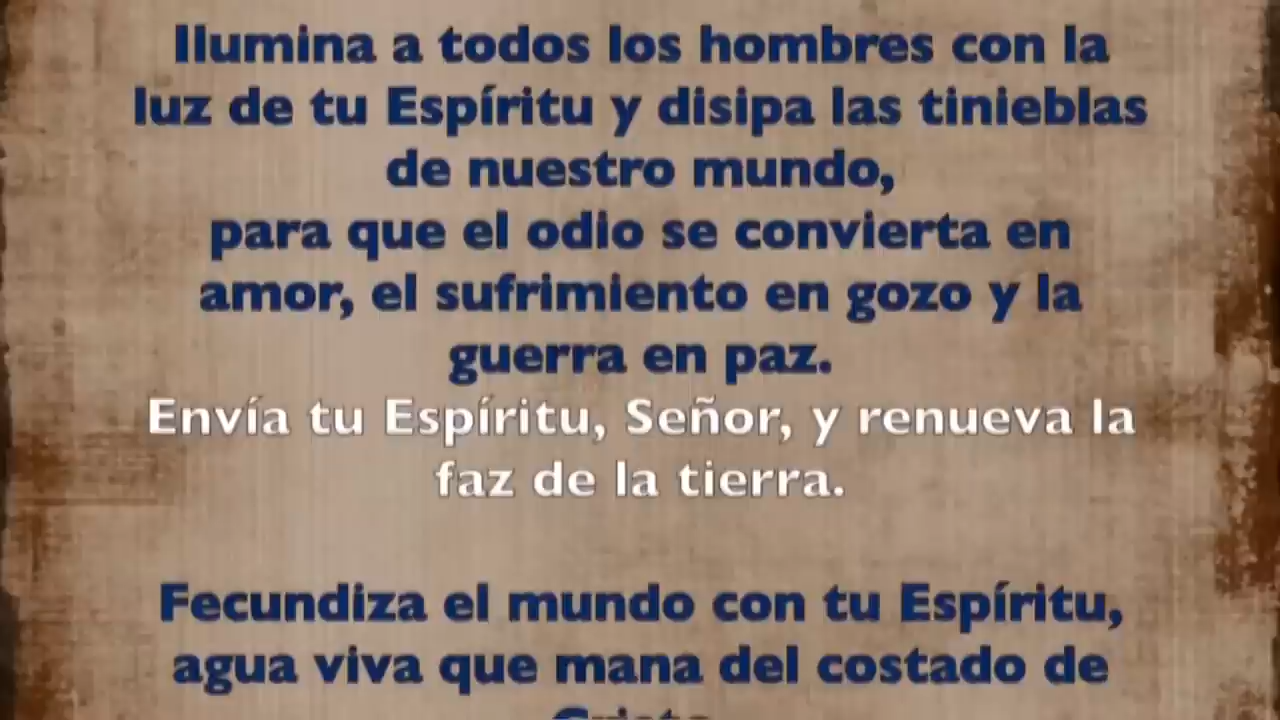 Ilumina a todos los hombres con la
luz de tu Espíritu y disipa las tinieblas
de nuestro mundo,
para que el odio se convierta en
amor, el sufrimiento en gozo y la
guerra en paz.
Envía tu Espíritu, Señor, y renueva la
faz de la tierra.
Fecundiza el mundo con tu Espíritu,
agua viva que mana del costado de